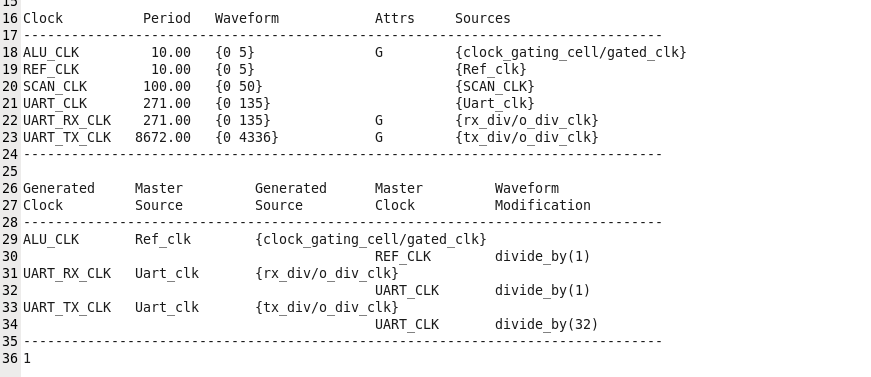 15
16 Clock Period Waveform Attrs Sources
17 --------------------------------------------------------------------------------
18 ALU_CLK 10.00 {0 5} G {clock_gating_cell/gated_clk}
19 REF_CLK 10.00 {0 5} {Ref_clk}
20 SCAN_CLK 100.00 {0 50} {SCAN_CLK}
21 UART_CLK 271.00 {0 135} {Uart_clk}
22 UART_RX_CLK 271.00 {0 135} G {rx_div/o_div_clk}
23 UART_TX_CLK 8672.00 {0 4336} G {tx_div/o_div_clk}
24 --------------------------------------------------------------------------------
25
26 Generated Master Generated Master Waveform
27 Clock Source Source Clock Modification
28 --------------------------------------------------------------------------------
29 ALU_CLK Ref_clk {clock_gating_cell/gated_clk}
30 REF_CLK divide_by(1)
31 UART_RX_CLK Uart_clk {rx_div/o_div_clk}
32 UART_CLK divide_by(1)
33 UART_TX_CLK Uart_clk {tx_div/o_div_clk}
34 UART_CLK divide_by(32)
35 --------------------------------------------------------------------------------
36 1